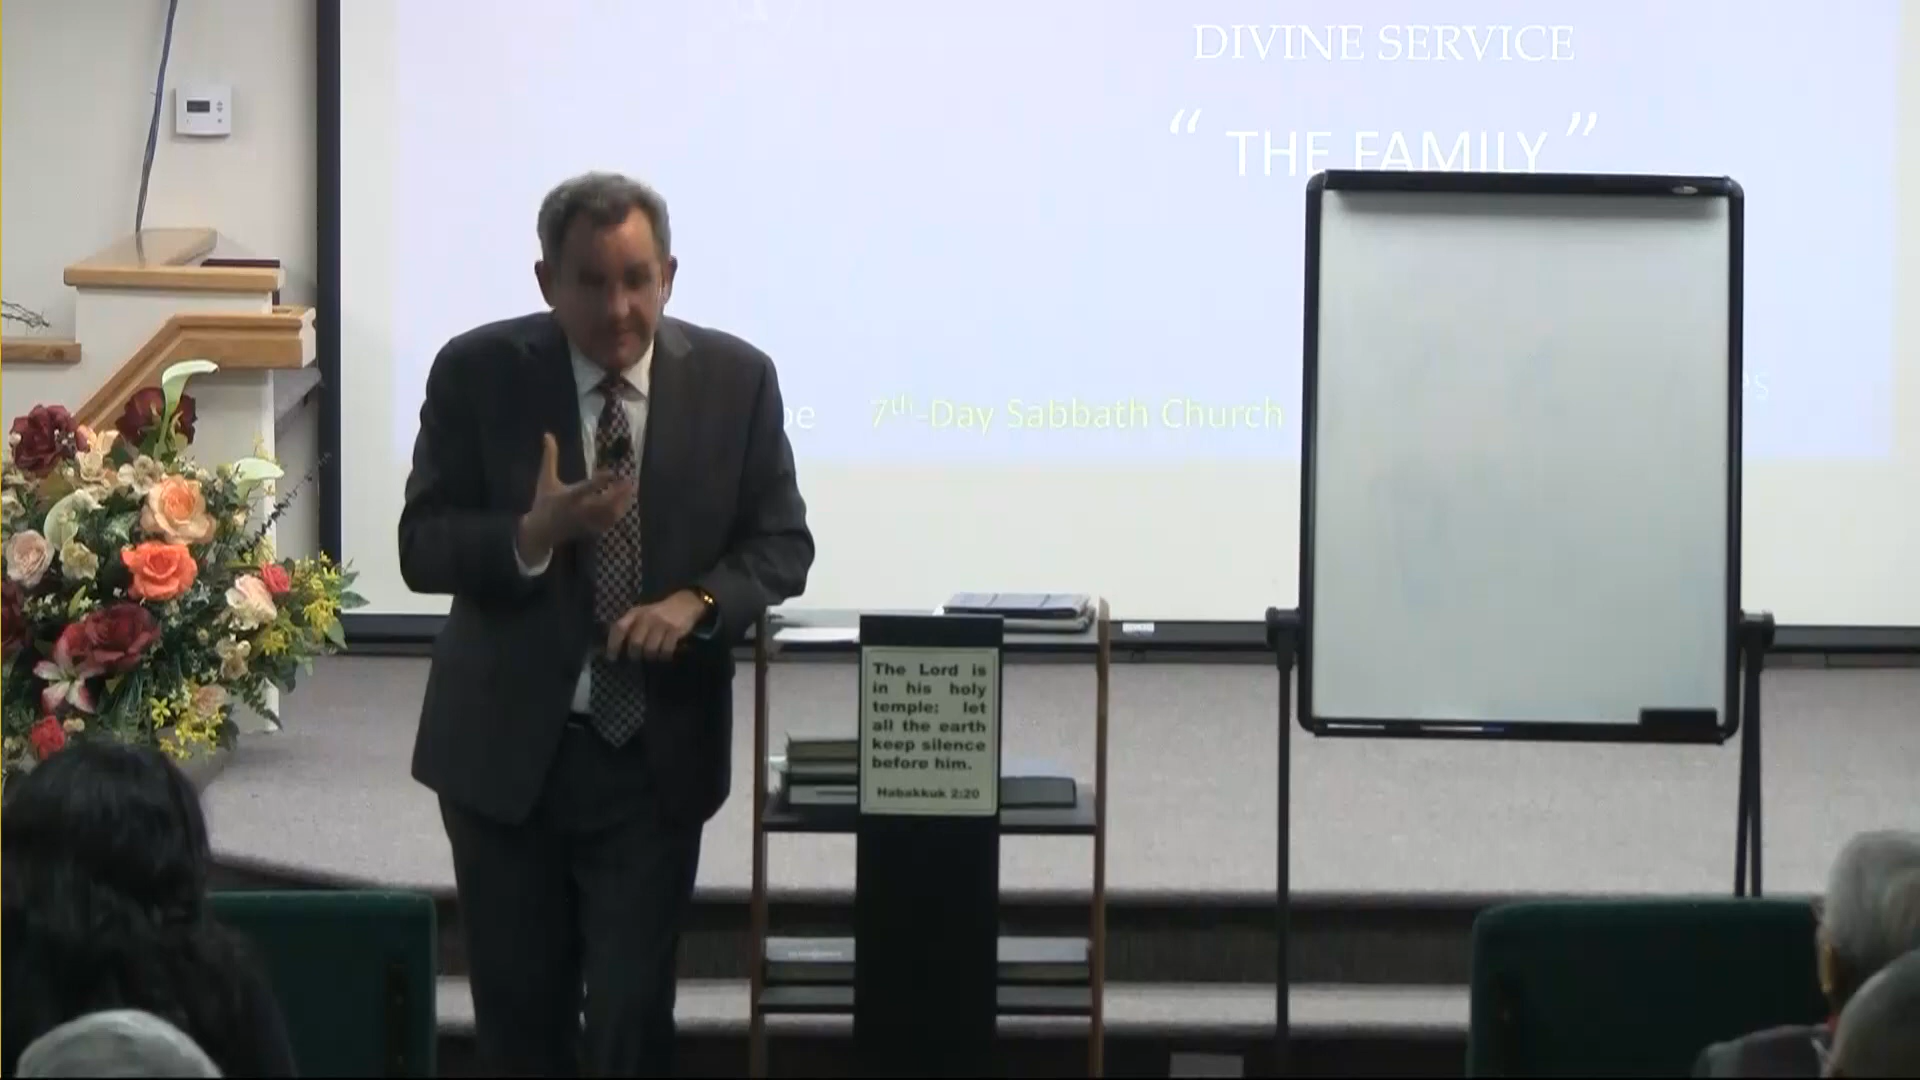 DIVINE SERVICE
“ THE FAMILY ”
7th-Day Sabbath Church
The Lord is
in his holy
temple: let
all the earth
keep silence
before him.
Habakkuk 2:20